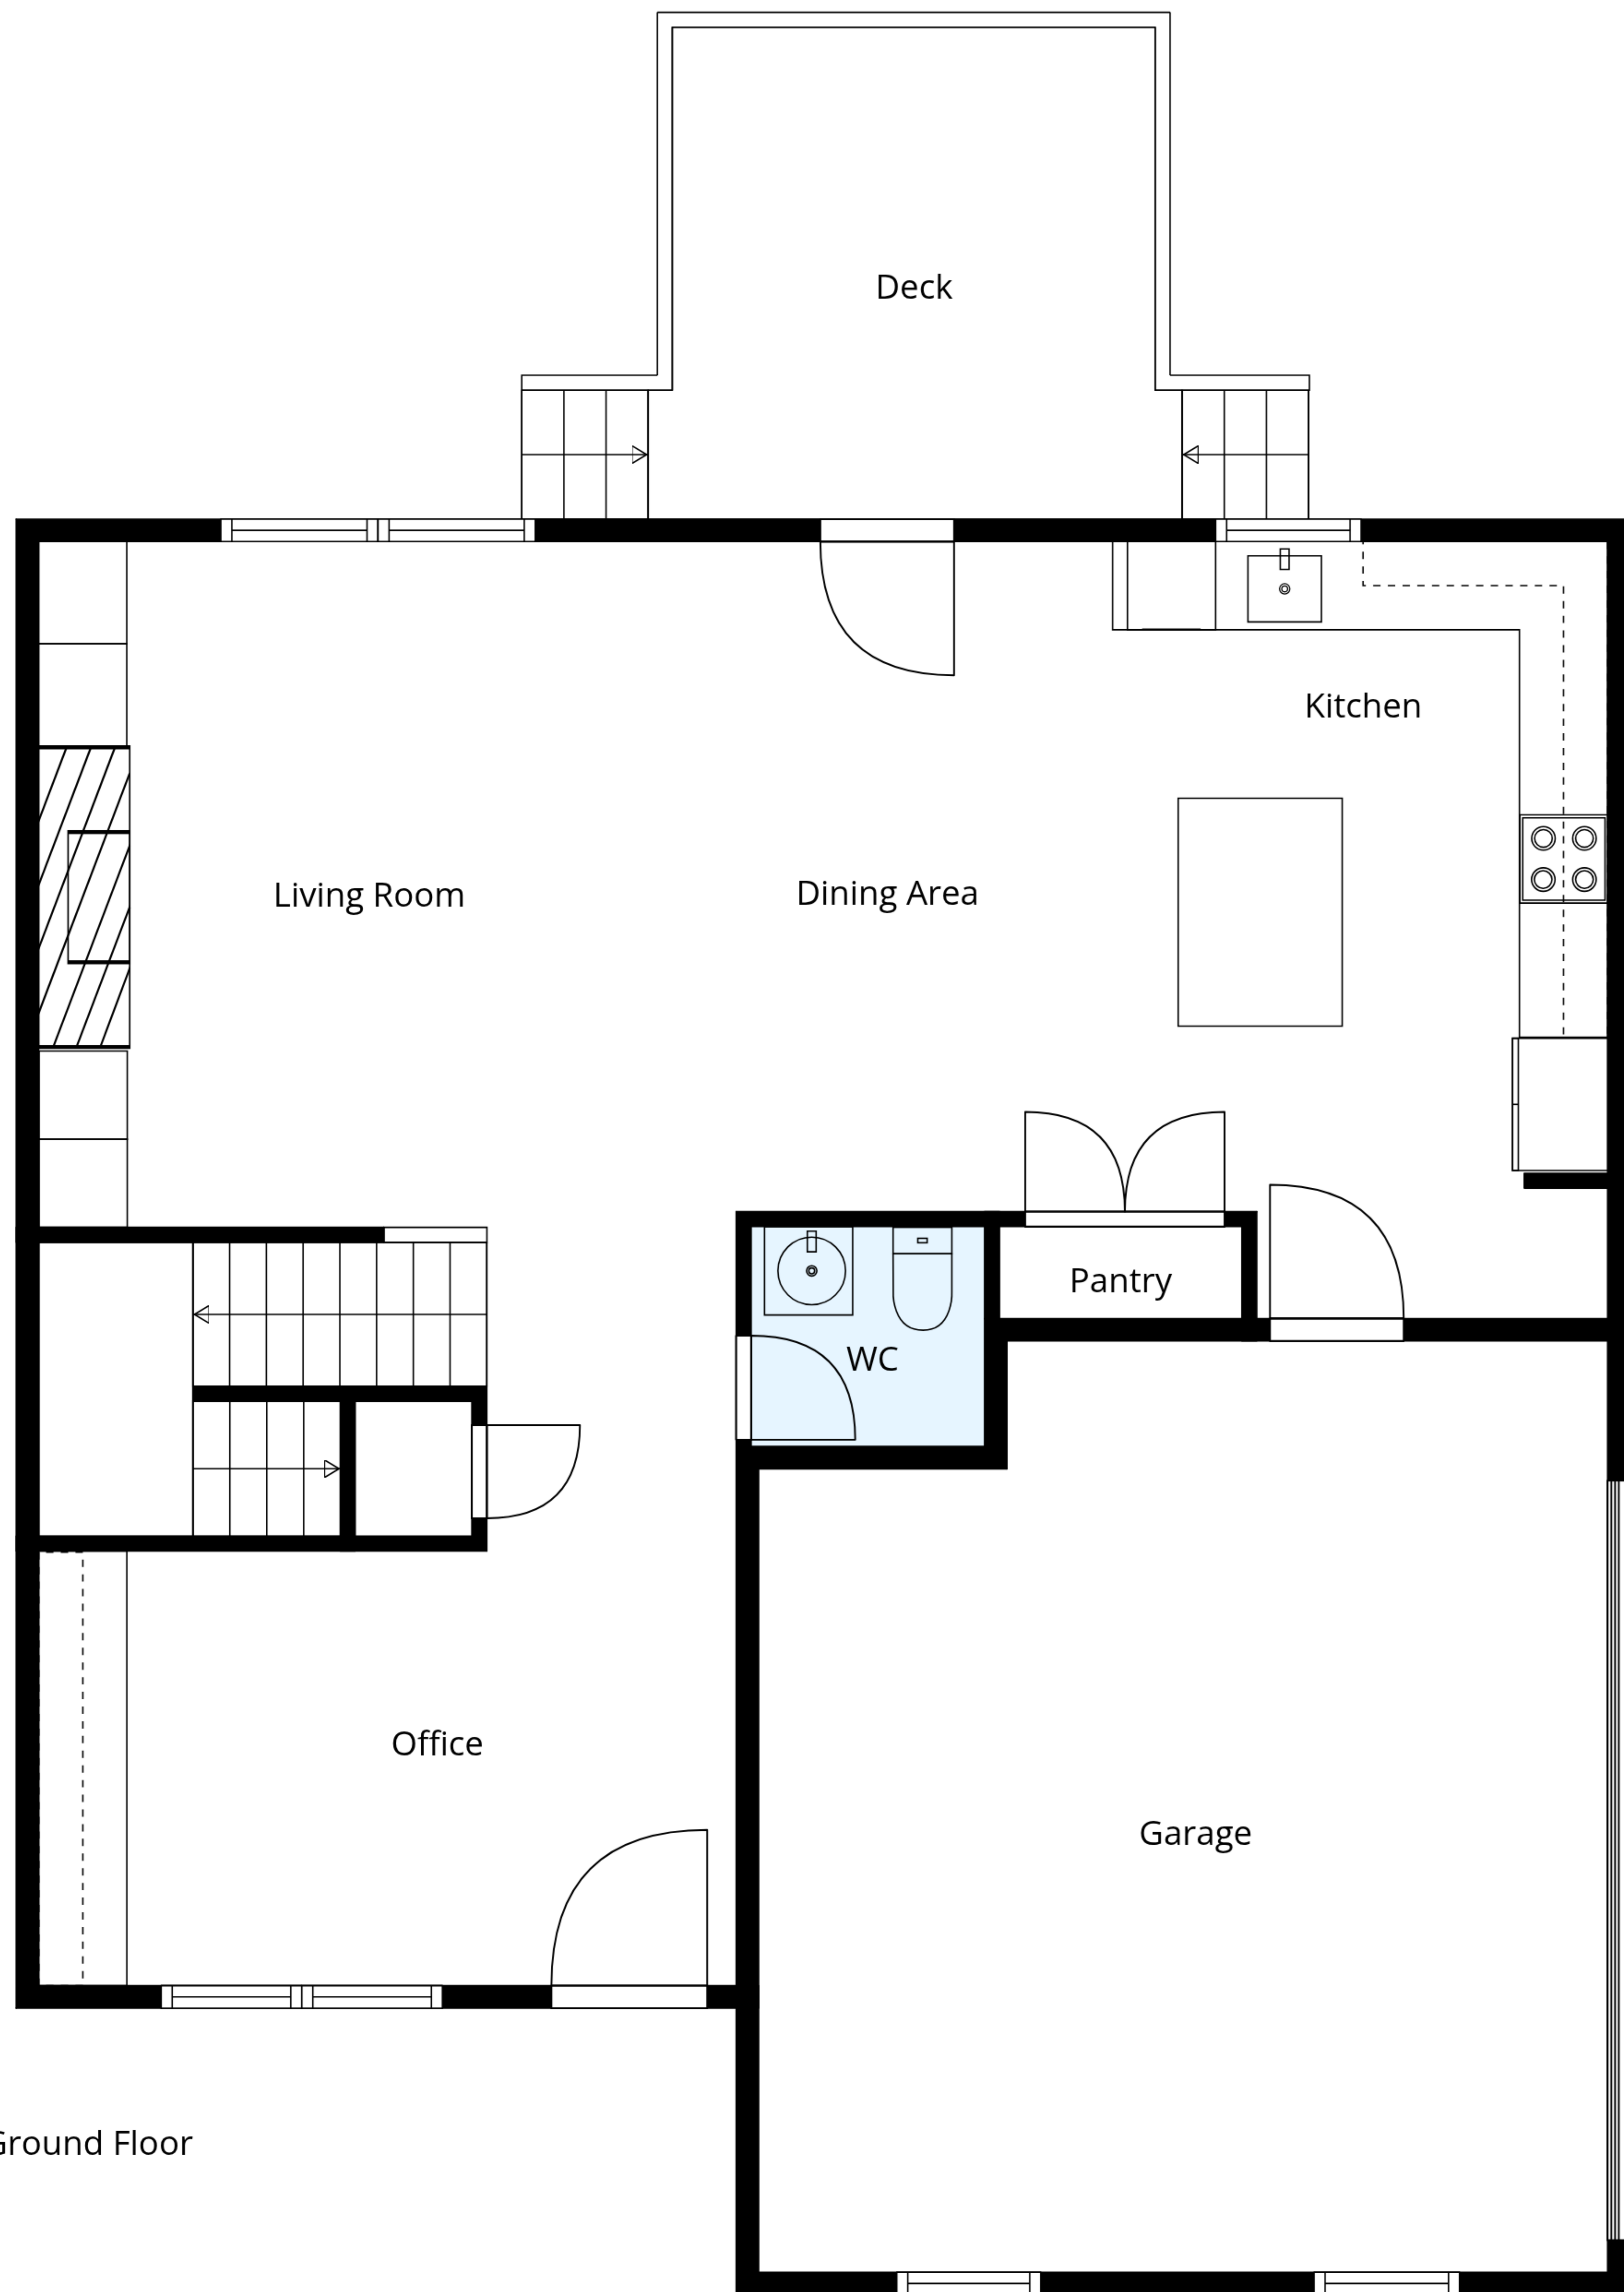 Deck
Kitchen
Living Room
Dining Area
Pantry
WC
Office
Garage
Ground Floor